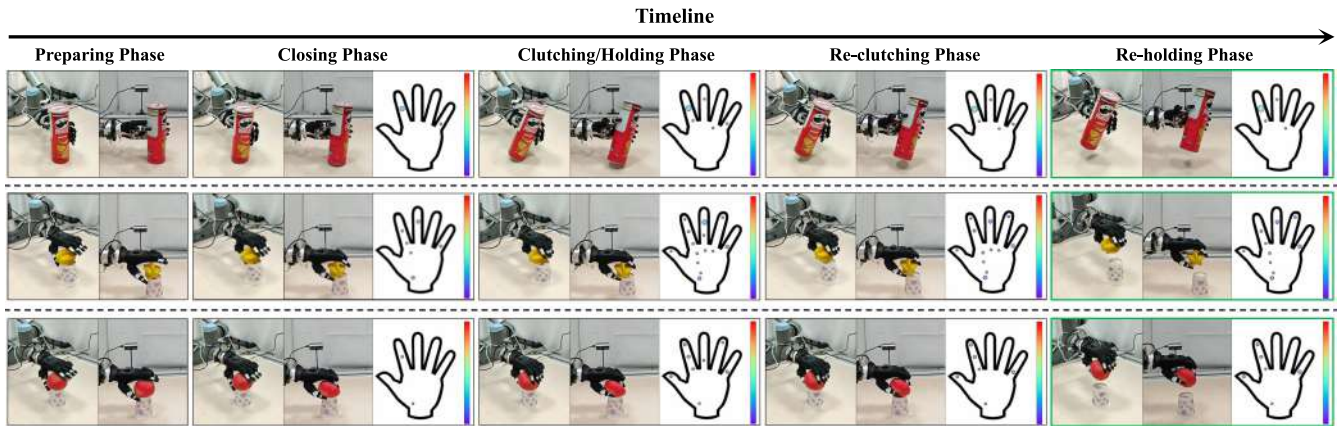 Timeline
Preparing Phase
Closing Phase
Clutching/Holding Phase
Re-clutching Phase
Re-holding Phase